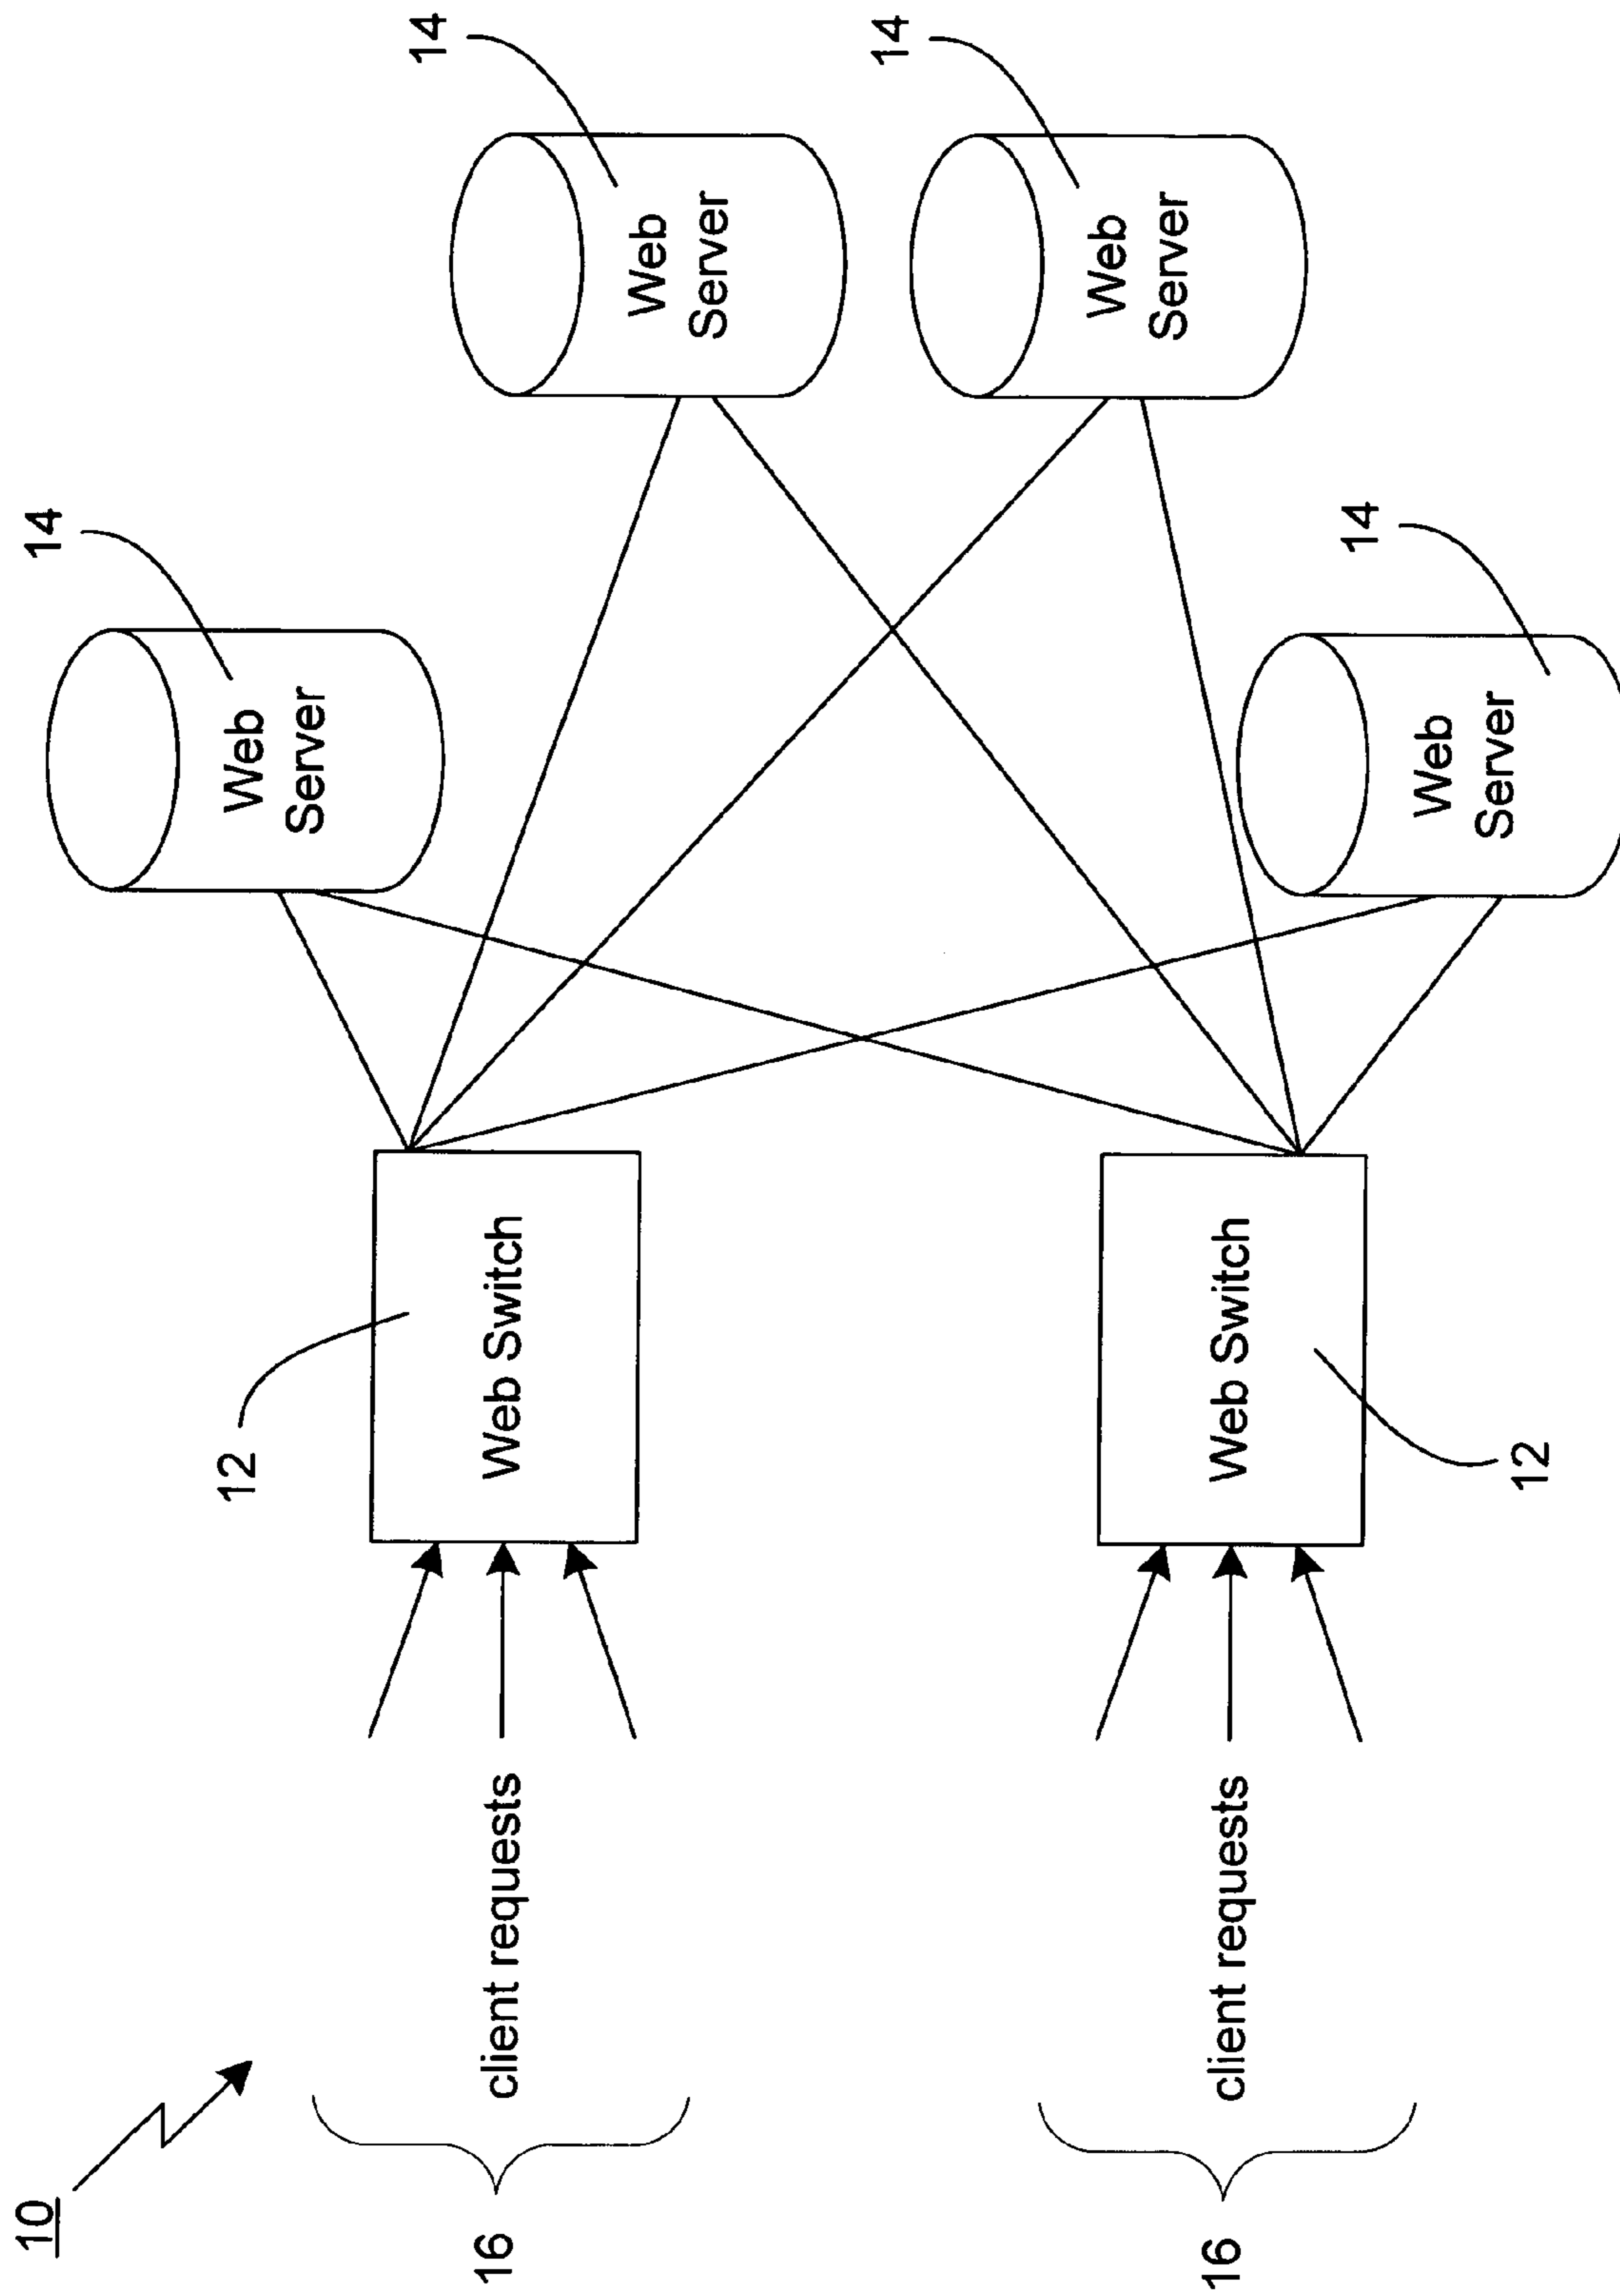 10
16
client requests
12
Web Switch
14
Web
Server
14
Web
Server
14
Web
Server
14
Web
Server
16
client requests
12
Web Switch